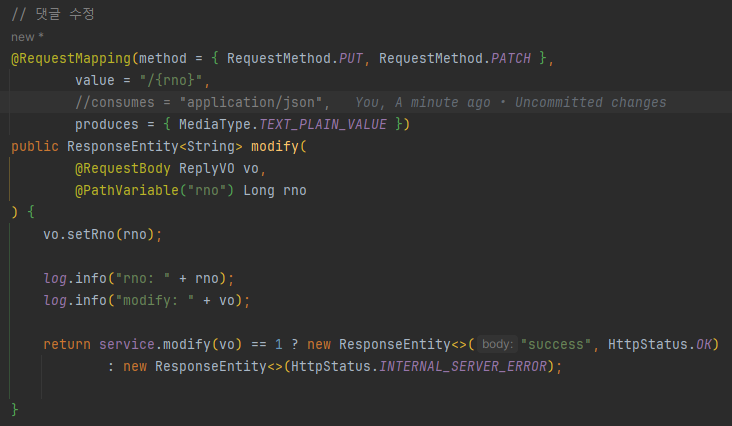 // 댓글 수정
new *
@RequestMapping(method = { RequestMethod.PUT, RequestMethod.PATCH },
        value = "/{rno}",
        //consumes = "application/json",   You, A minute ago • Uncommitted changes
        produces = { MediaType.TEXT_PLAIN_VALUE })
public ResponseEntity<String> modify(
        @RequestBody ReplyVO vo,
        @PathVariable("rno") Long rno
) {
    vo.setRno(rno);
    log.info("rno: " + rno);
    log.info("modify: " + vo);
    return service.modify(vo) == 1 ? new ResponseEntity<>( body: "success", HttpStatus.OK)
            : new ResponseEntity<>(HttpStatus.INTERNAL_SERVER_ERROR);
}